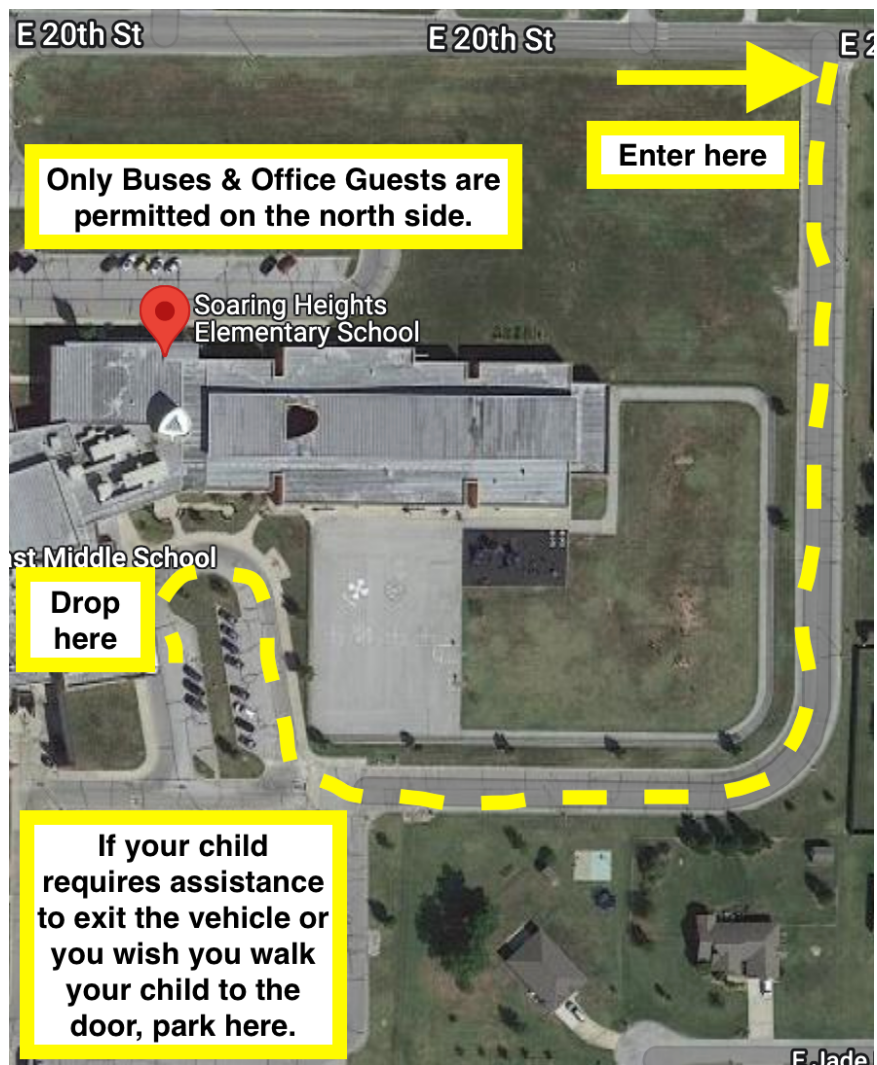 E 20th St
E 20th St
E 2
Enter here
Only Buses & Office Guests are
permitted on the north side.
Soaring Heights
Elementary School
ast Middle School
Drop
here
If your child
requires assistance
to exit the vehicle or
you wish you walk
your child to the
door, park here.
E Jade